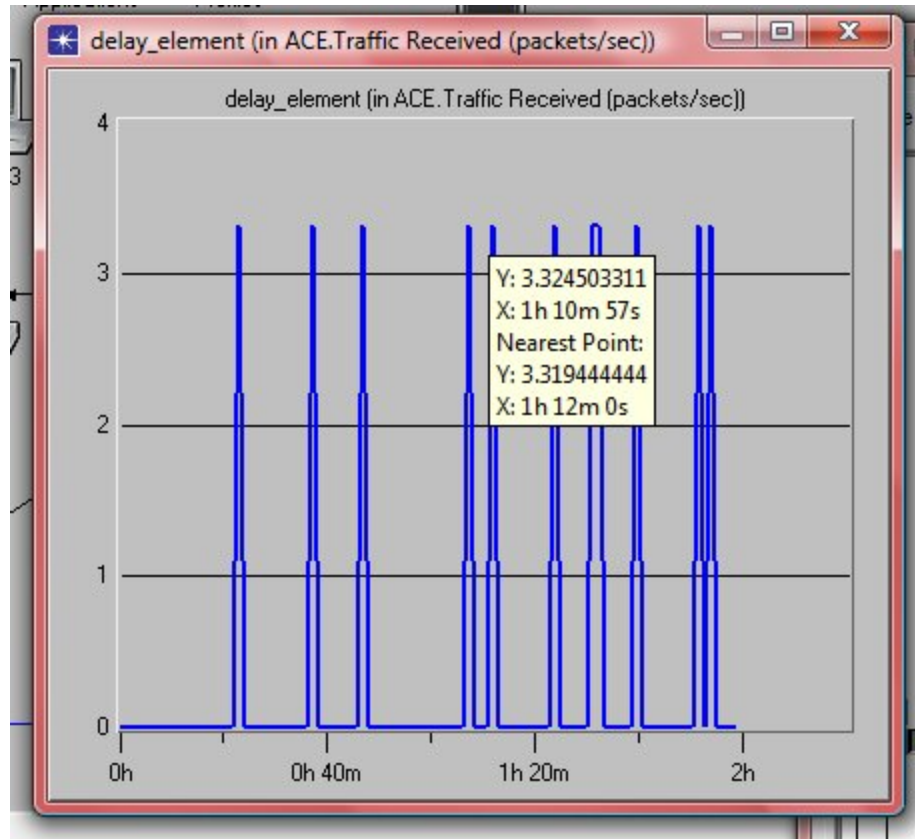 delay_element (in ACE.Traffic Received (packets/sec))
delay_element (in ACE.Traffic Received (packets/sec))
4
3
3
Y: 3.324503311
X: 1h 10m 57s
Nearest Point:
Y: 3.319444444
X: 1h 12m 0s
2
1
0
0h 0h 40m 1h 20m 2h